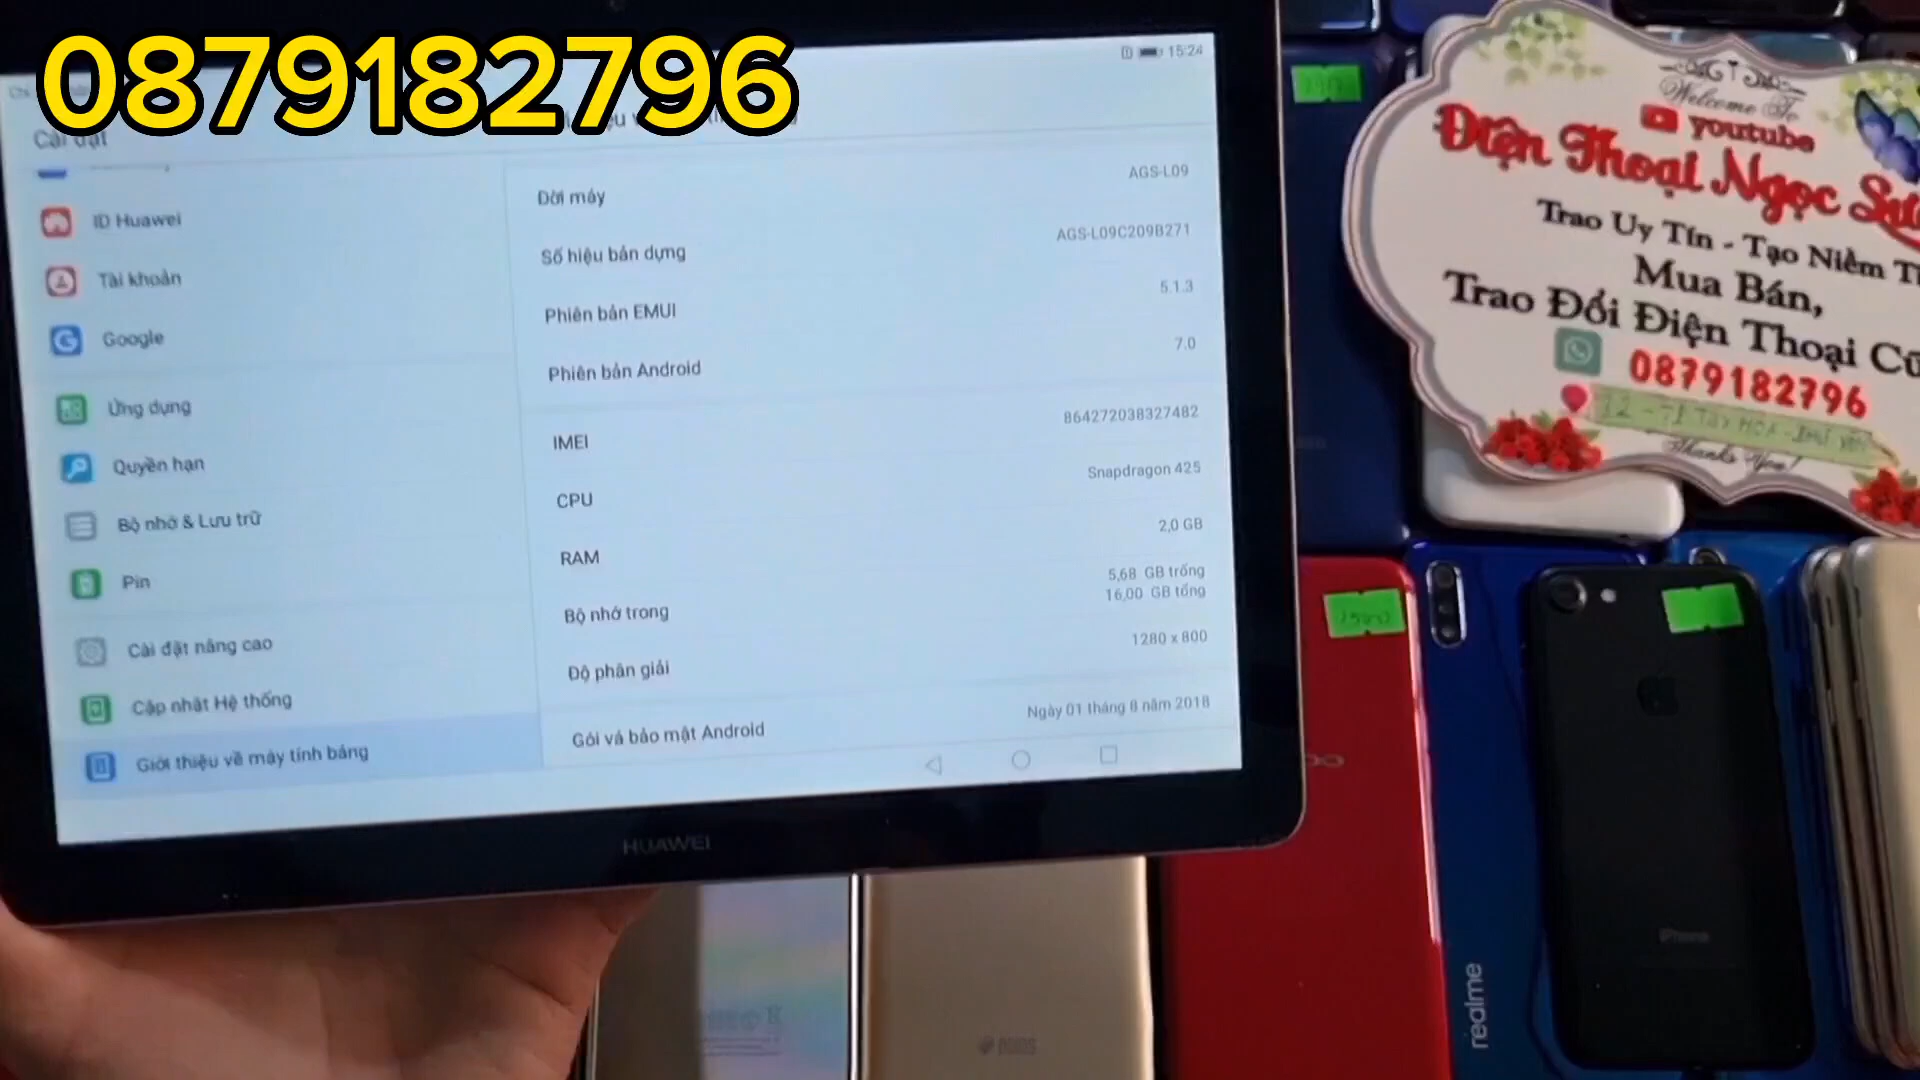 0879182796
15:24
Cài đặt
ID Huawei
Tài khoản
Google
Ứng dụng
Quyền hạn
Bộ nhớ & Lưu trữ
Pin
Cài đặt nâng cao
Cập nhật Hệ thống
Giới thiệu về máy tính bảng
Đời máy
AGS-L09
Số hiệu bản dựng
AGS-L09C209B271
Phiên bản EMUI
5.1.3
Phiên bản Android
7.0
IMEI
864272038327482
CPU
Snapdragon 425
RAM
2,0 GB
Bộ nhớ trong
5,68 GB trống
16,00 GB tổng
Độ phân giải
1280 x 800
Gói vá bảo mật Android
Ngày 01 tháng 8 năm 2018
HUAWEI
Welcome To
youtube
Điện Thoại Ngọc
Trao Uy Tín - Tạo Niềm
Mua Bán,
Trao Đổi Điện Thoại
0879182796
Thanks You!
realme
iPhone